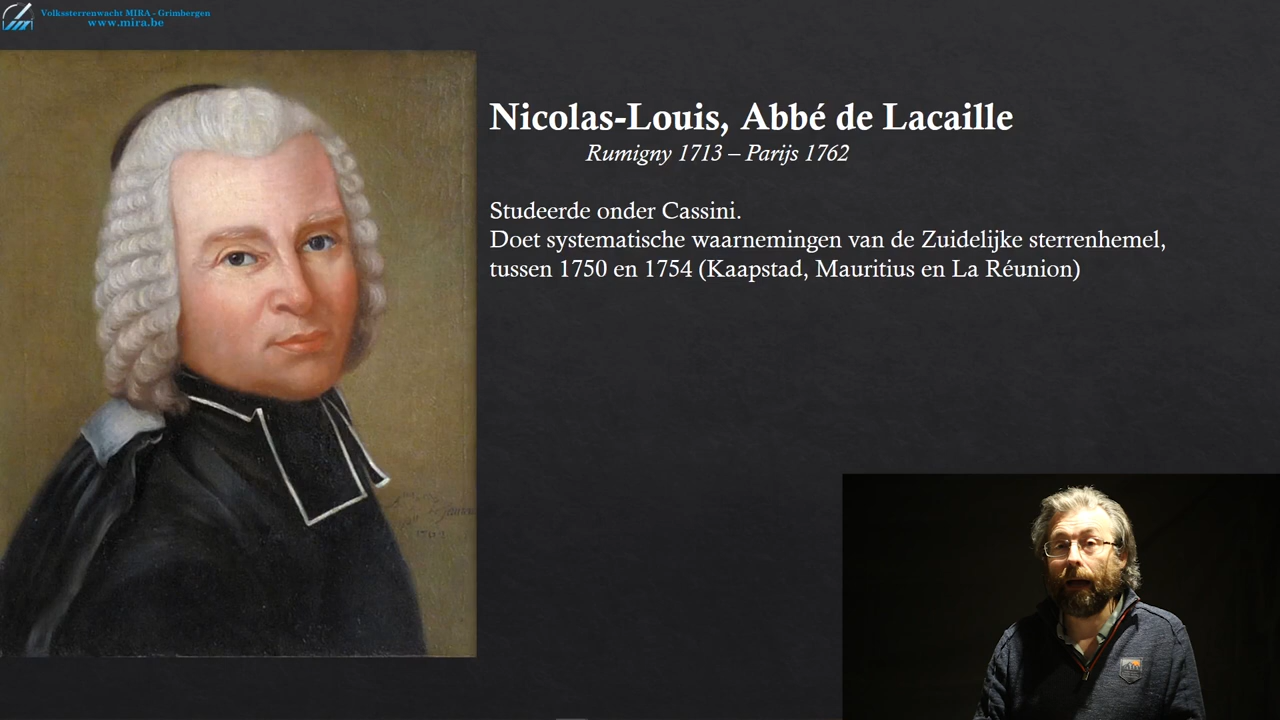 Volkssterrenwacht MIRA - Grimbergen
www.mira.be
Nicolas-Louis, Abbé de Lacaille
Rumigny 1713 – Parijs 1762
Studeerde onder Cassini.
Doet systematische waarnemingen van de Zuidelijke sterrenhemel,
tussen 1750 en 1754 (Kaapstad, Mauritius en La Réunion)